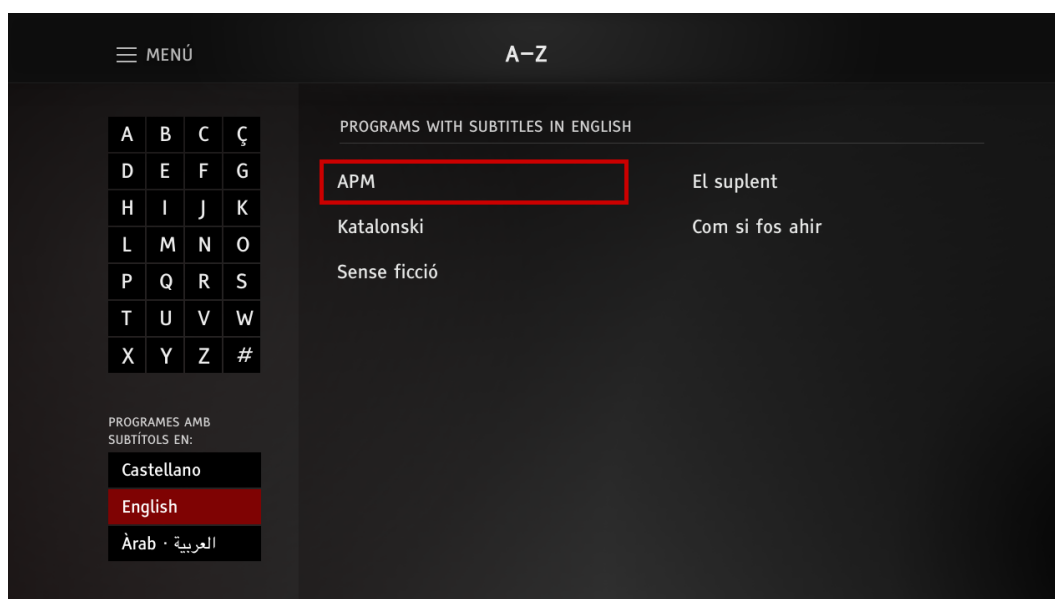 MENÚ
A–Z
A B C Ç
D E F G
H I J K
L M N O
P Q R S
T U V W
X Y Z #
PROGRAMES AMB
SUBTÍTOLS EN:
Castellano
English
Àrab · العربية
PROGRAMS WITH SUBTITLES IN ENGLISH
APM
El suplent
Katalonski
Com si fos ahir
Sense ficció